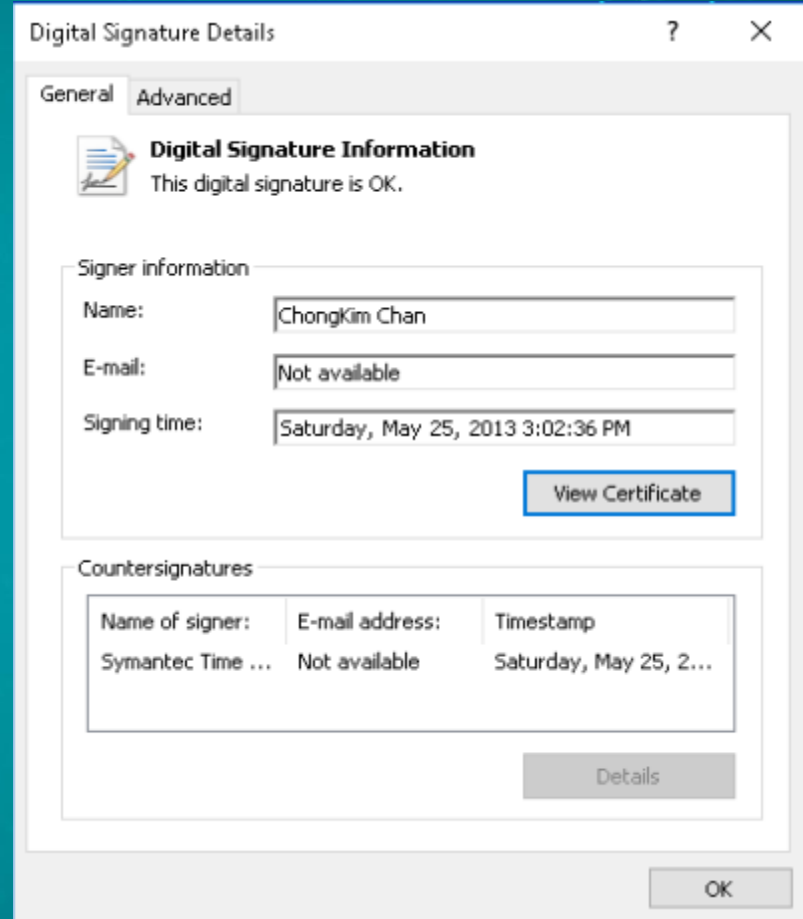 Digital Signature Details
General Advanced
Digital Signature Information
This digital signature is OK.
Signer information
Name: ChongKim Chan
E-mail: Not available
Signing time: Saturday, May 25, 2013 3:02:36 PM
View Certificate
Countersignatures
Name of signer: E-mail address: Timestamp
Symantec Time ... Not available Saturday, May 25, 2...
Details
OK